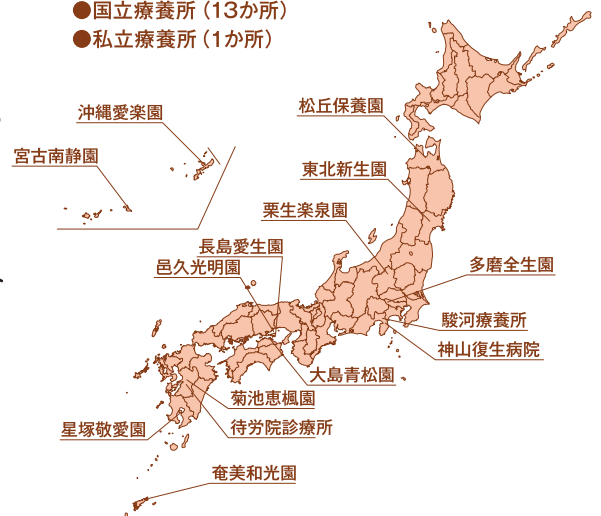 ●国立療養所（13か所）
●私立療養所（1か所）
沖縄愛楽園
宮古南静園
松丘保養園
東北新生園
栗生楽泉園
長島愛生園
邑久光明園
多磨全生園
駿河療養所
神山復生病院
大島青松園
菊池恵楓園
待労院診療所
星塚敬愛園
奄美和光園